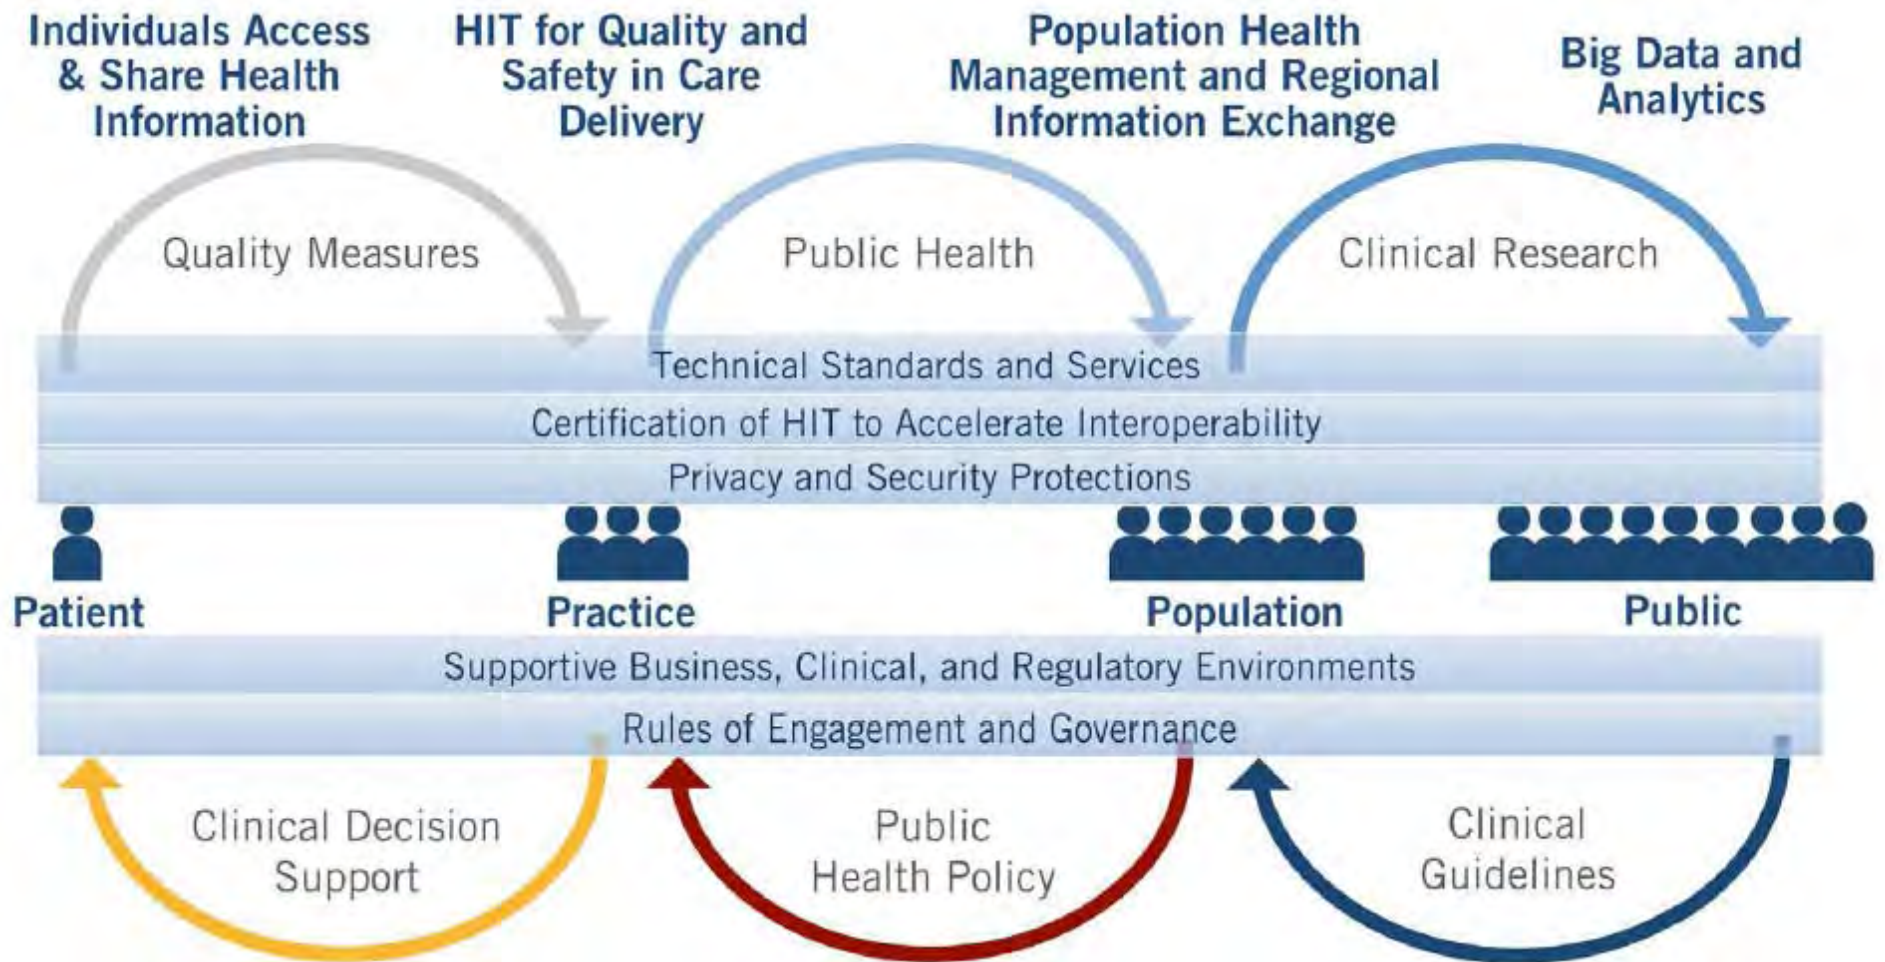 Individuals Access
& Share Health
Information
HIT for Quality and
Safety in Care
Delivery
Population Health
Management and Regional
Information Exchange
Big Data and
Analytics
Quality Measures
Public Health
Clinical Research
Technical Standards and Services
Certification of HIT to Accelerate Interoperability
Privacy and Security Protections
Patient
Practice
Population
Public
Supportive Business, Clinical, and Regulatory Environments
Rules of Engagement and Governance
Clinical Decision
Support
Public
Health Policy
Clinical
Guidelines